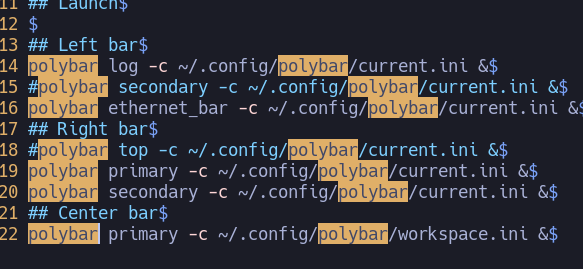 11 ## Launch$
12 $
13 ## Left bar$
14 polybar log -c ~/.config/polybar/current.ini &$
15 #polybar secondary -c ~/.config/polybar/current.ini &$
16 polybar ethernet_bar -c ~/.config/polybar/current.ini &$
17 ## Right bar$
18 #polybar top -c ~/.config/polybar/current.ini &$
19 polybar primary -c ~/.config/polybar/current.ini &$
20 polybar secondary -c ~/.config/polybar/current.ini &$
21 ## Center bar$
22 polybar primary -c ~/.config/polybar/workspace.ini &$